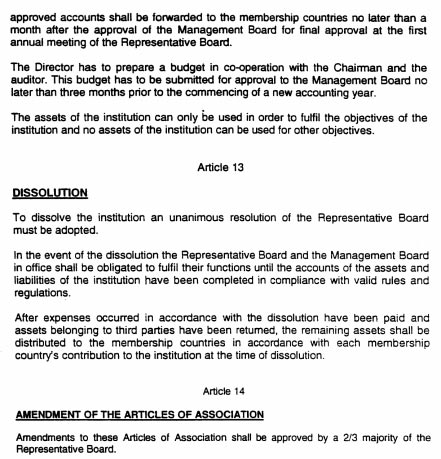 approved accounts shall be forwarded to the membership countries no later than a
month after the approval of the Management Board for final approval at the first
annual meeting of the Representative Board.
The Director has to prepare a budget in co-operation with the Chairman and the
auditor. This budget has to be submitted for approval to the Management Board no
later than three months prior to the commencing of a new accounting year.
The assets of the institution can only be used in order to fulfil the objectives of the
institution and no assets of the institution can be used for other objectives.
Article 13
DISSOLUTION
To dissolve the institution an unanimous resolution of the Representative Board
must be adopted.
In the event of the dissolution the Representative Board and the Management Board
in office shall be obligated to fulfil their functions until the accounts of the assets and
liabilities of the institution have been completed in compliance with valid rules and
regulations.
After expenses occurred in accordance with the dissolution have been paid and
assets belonging to third parties have been returned, the remaining assets shall be
distributed to the membership countries in accordance with each membership
country's contribution to the institution at the time of dissolution.
Article 14
AMENDMENT OF THE ARTICLES OF ASSOCIATION
Amendments to these Articles of Association shall be approved by a 2/3 majority of the
Representative Board.